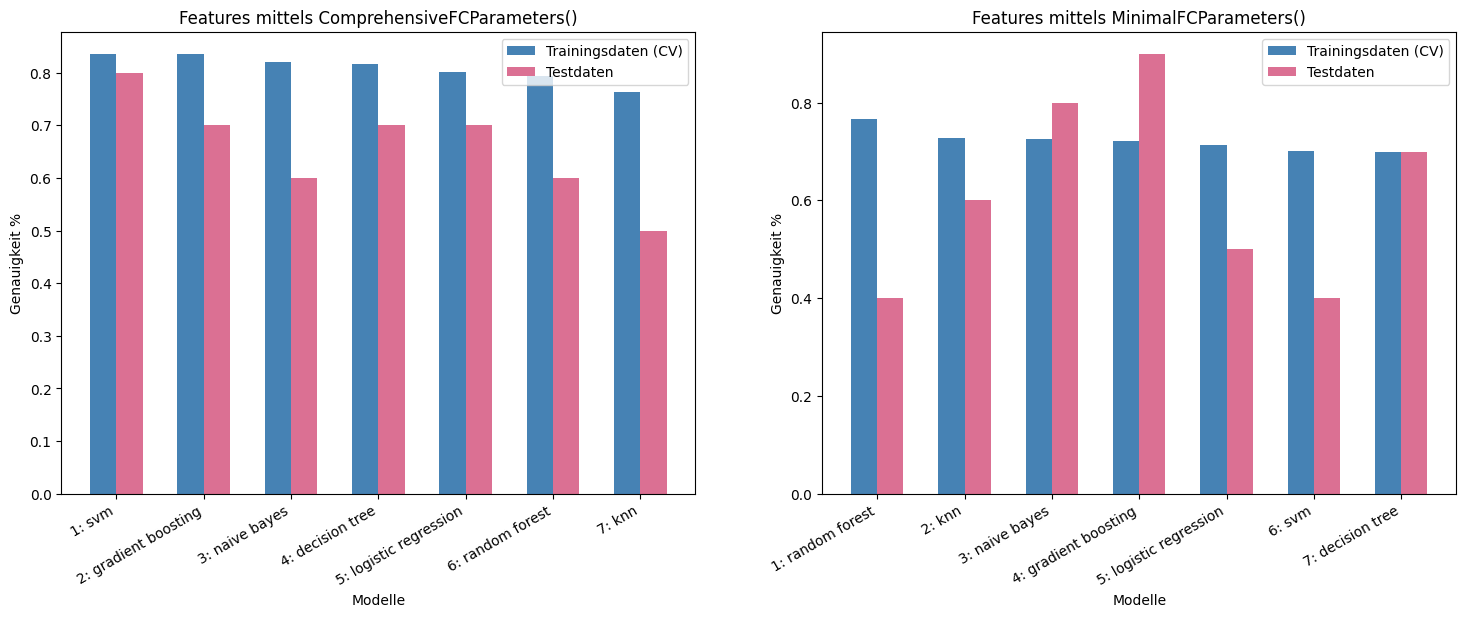 Features mittels ComprehensiveFCParameters()
Trainingsdaten (CV)
Testdaten
Genauigkeit %
0.8
0.7
0.6
0.5
0.4
0.3
0.2
0.1
0.0
1: svm
2: gradient boosting
3: naive bayes
4: decision tree
5: logistic regression
6: random forest
7: knn
Modelle
Features mittels MinimalFCParameters()
Trainingsdaten (CV)
Testdaten
Genauigkeit %
0.8
0.6
0.4
0.2
0.0
1: random forest
2: knn
3: naive bayes
4: gradient boosting
5: logistic regression
6: svm
7: decision tree
Modelle